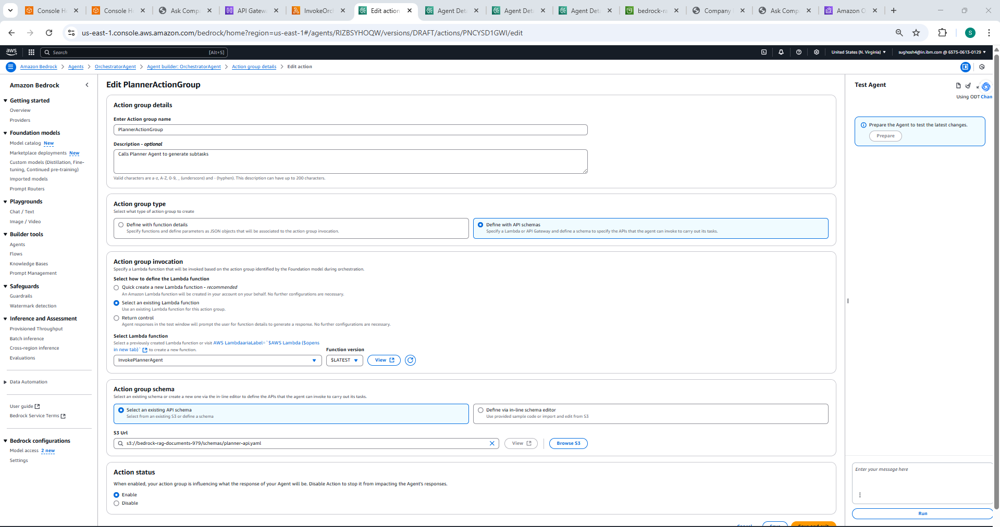 Console H
Console H
Ask Comp
API Gatew
InvokeOrc
Edit action
Agent Det
Agent Det
Agent Det
bedrock-ra
Company
Ask Comp
Amazon O
us-east-1.console.aws.amazon.com/bedrock/home?region=us-east-1#/agents/RIZBSYHOQW/versions/DRAFT/actions/PNCYSD1GWI/edit
S
aws
Search
[Alt+S]
United States (N. Virginia)
sughosh4@in.ibm.com @ 6575-0613-0129
Amazon Bedrock
Agents
OrchestratorAgent
Agent builder: OrchestratorAgent
Action group details
Edit action
Amazon Bedrock
Getting started
Overview
Providers
Foundation models
Model catalog New
Marketplace deployments New
Custom models (Distillation, Fine-
tuning, Continued pre-training)
Imported models
Prompt Routers
Playgrounds
Chat / Text
Image / Video
Builder tools
Agents
Flows
Knowledge Bases
Prompt Management
Safeguards
Guardrails
Watermark detection
Inference and Assessment
Provisioned Throughput
Batch inference
Cross-region inference
Evaluations
Data Automation
User guide
Bedrock Service Terms
Bedrock configurations
Model access 2 new
Settings
Edit PlannerActionGroup
Action group details
Enter Action group name
PlannerActionGroup
Description - optional
Calls Planner Agent to generate subtasks
Valid characters are a-z, A-Z, 0-9, _ (underscore) and - (hyphen). This description can have up to 200 characters.
Action group type
Select what type of action group to create
Define with function details
Specify functions and define parameters as JSON objects that will be associated to the action group invocation.
Define with API schemas
Specify a Lambda or API Gateway and define a schema to specify the APIs that the agent can invoke to carry out its tasks.
Action group invocation
Specify a Lambda function that will be invoked based on the action group identified by the Foundation model during orchestration.
Select how to define the Lambda function
Quick create a new Lambda function - recommended
An Amazon Lambda function will be created in your account on your behalf. No further configurations are necessary.
Select an existing Lambda function
Use an existing Lambda function for this action group.
Return control
Agent responses in the test window will prompt the user for function details to generate a response. No further configurations are necessary.
Select Lambda function
Select a previously created Lambda function or visit AWS LambdaariaLabel=`$AWS Lambda ($opens
in new tab)` to create a new function.
Function version
InvokePlannerAgent
$LATEST
View
Action group schema
Select an existing schema or create a new one via the in-line editor to define the APIs that the agent can invoke to carry out its tasks.
Select an existing API schema
Select from an existing S3 or define a schema
Define via in-line schema editor
Use provided sample code or import and edit from S3
S3 Url
s3://bedrock-rag-documents-979/schemas/planner-api.yaml
View
Browse S3
Action status
When enabled, your action group is influencing what the response of your Agent will be. Disable Action to stop it from impacting the Agent's responses.
Enable
Disable
Cancel
Save
Save and exit
Test Agent
Using ODT Chan
Prepare the Agent to test the latest changes.
Prepare
Enter your message here
Run